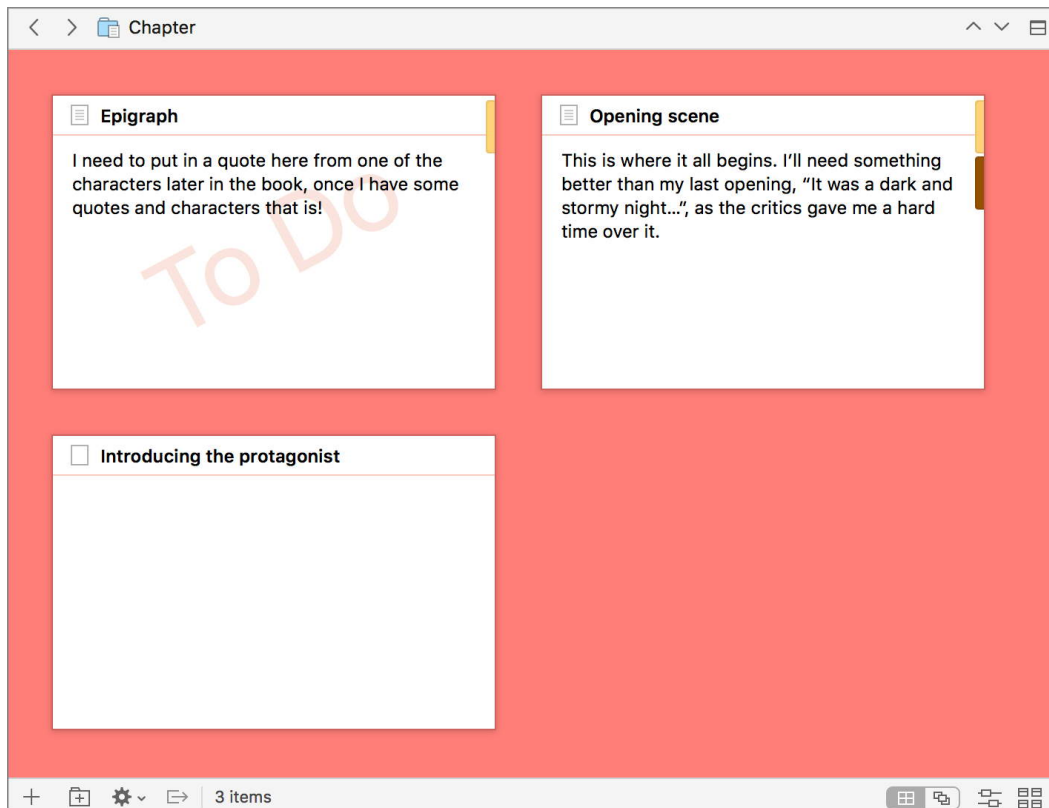 Chapter
Epigraph
I need to put in a quote here from one of the
characters later in the book, once I have some
quotes and characters that is!
To Do
Opening scene
This is where it all begins. I’ll need something
better than my last opening, “It was a dark and
stormy night…”, as the critics gave me a hard
time over it.
Introducing the protagonist
3 items